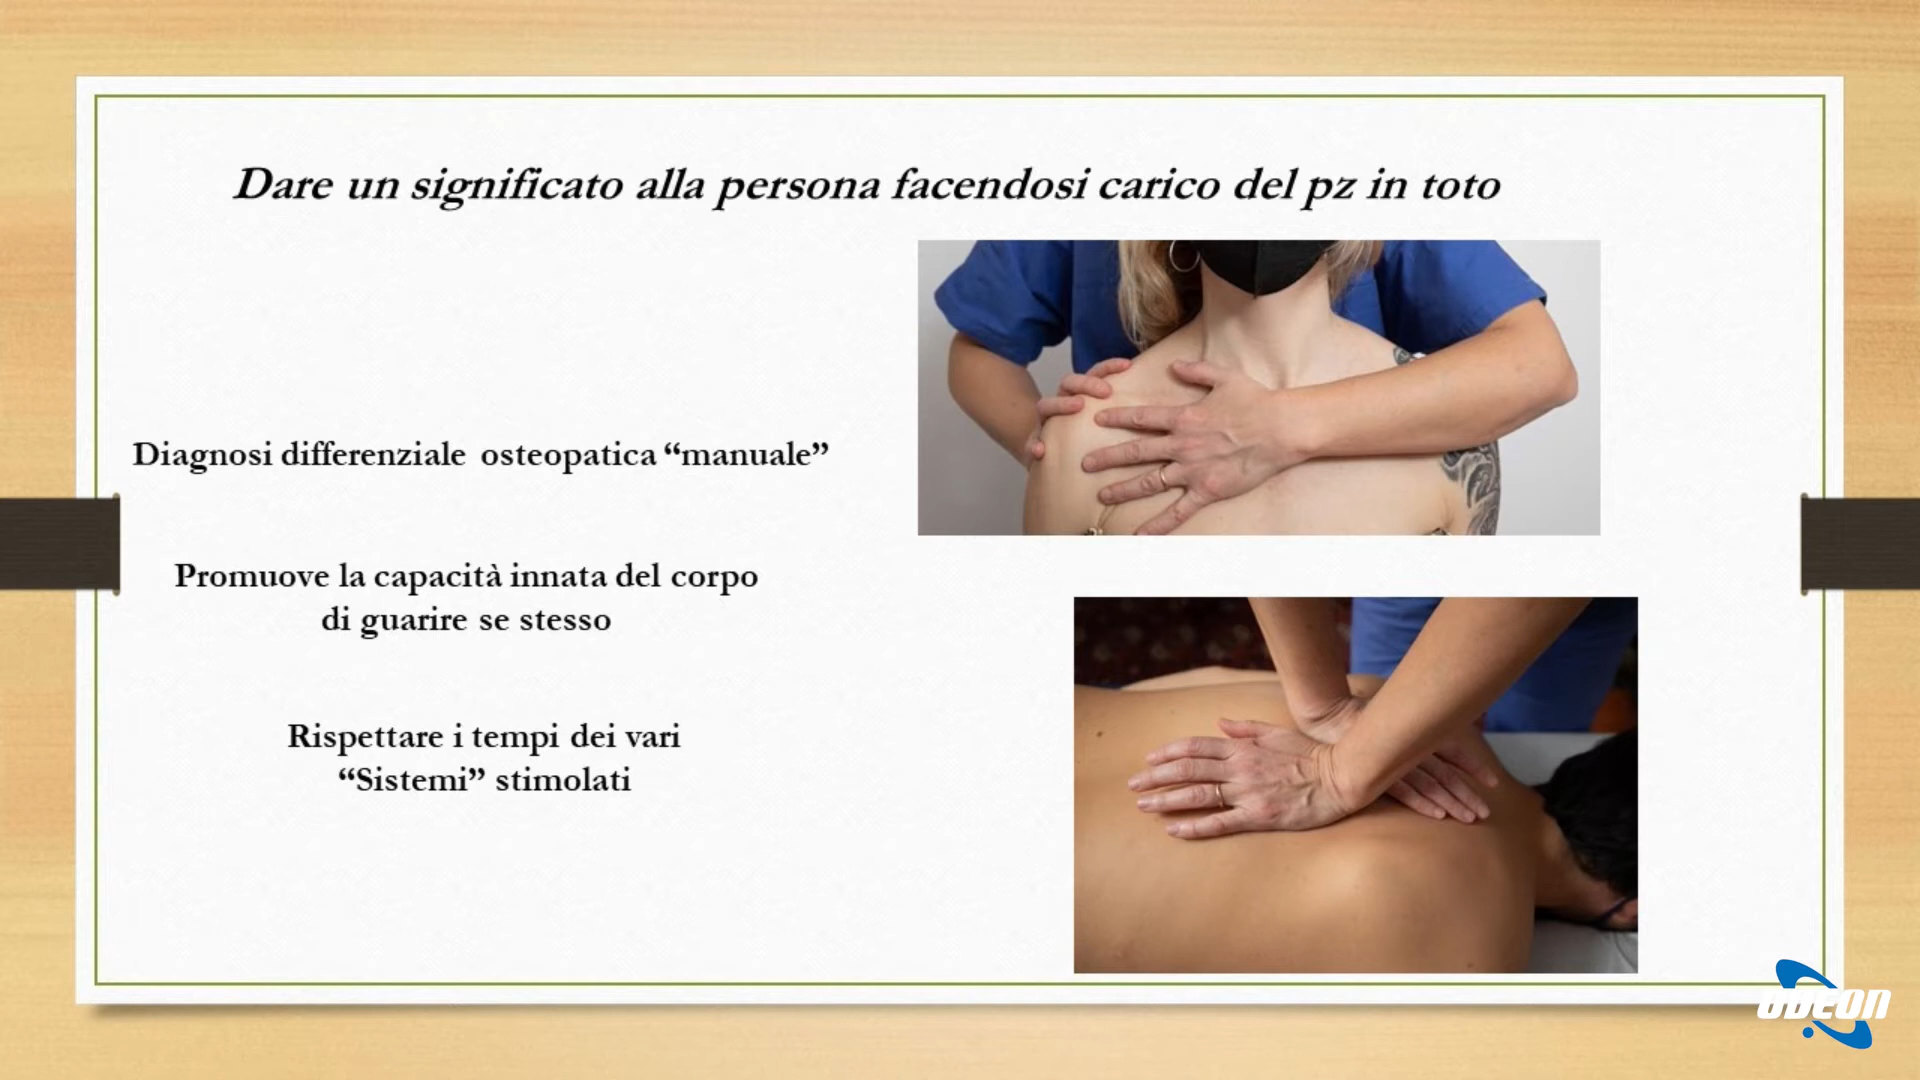 Dare un significato alla persona facendosi carico del pz in toto
Diagnosi differenziale osteopatica “manuale”
Promuove la capacità innata del corpo
di guarire se stesso
Rispettare i tempi dei vari
“Sistemi” stimolati
ODEON